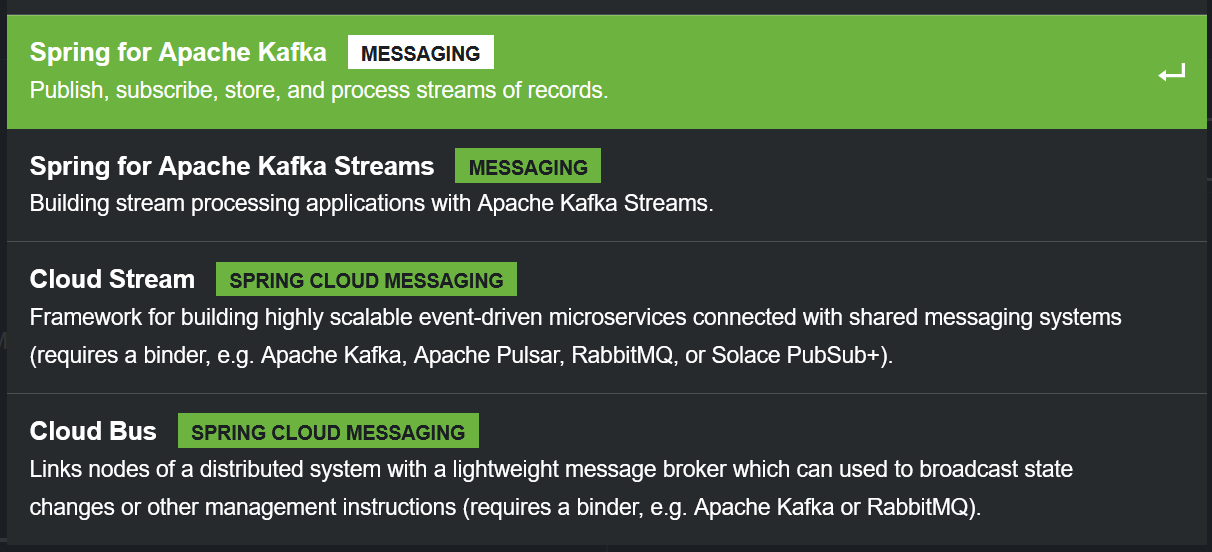 Spring for Apache Kafka MESSAGING
Publish, subscribe, store, and process streams of records.
Spring for Apache Kafka Streams MESSAGING
Building stream processing applications with Apache Kafka Streams.
Cloud Stream SPRING CLOUD MESSAGING
Framework for building highly scalable event-driven microservices connected with shared messaging systems
(requires a binder, e.g. Apache Kafka, Apache Pulsar, RabbitMQ, or Solace PubSub+).
Cloud Bus SPRING CLOUD MESSAGING
Links nodes of a distributed system with a lightweight message broker which can used to broadcast state
changes or other management instructions (requires a binder, e.g. Apache Kafka or RabbitMQ).